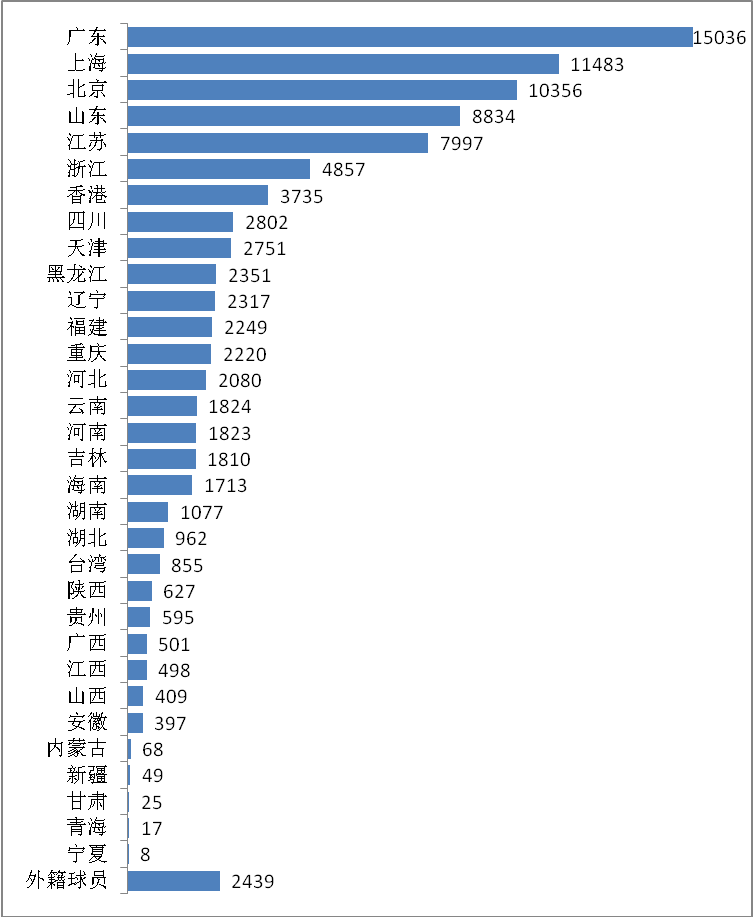 广东 15036
上海 11483
北京 10356
山东 8834
江苏 7997
浙江 4857
香港 3735
四川 2802
天津 2751
黑龙江 2351
辽宁 2317
福建 2249
重庆 2220
河北 2080
云南 1824
河南 1823
吉林 1810
海南 1713
湖南 1077
湖北 962
台湾 855
陕西 627
贵州 595
广西 501
江西 498
山西 409
安徽 397
内蒙古 68
新疆 49
甘肃 25
青海 17
宁夏 8
外籍球员 2439